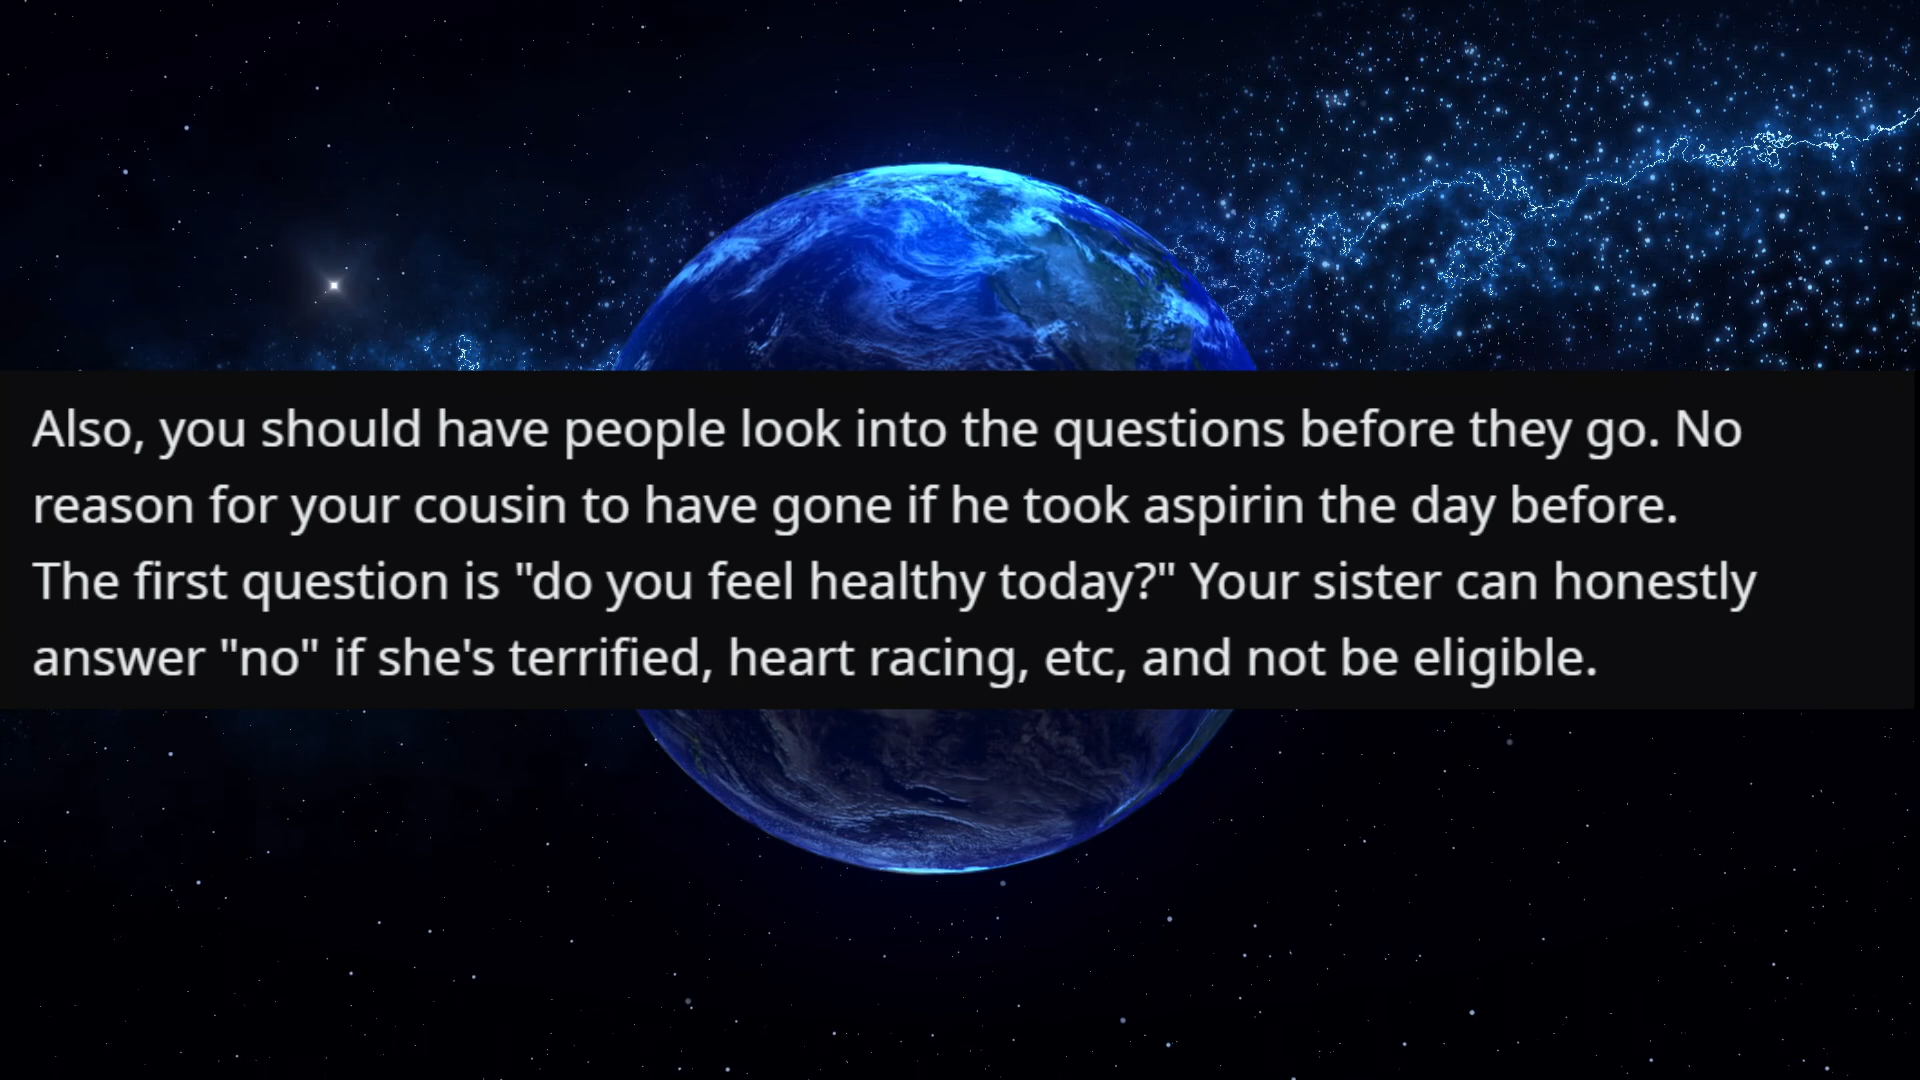 Also, you should have people look into the questions before they go. No
reason for your cousin to have gone if he took aspirin the day before.
The first question is "do you feel healthy today?" Your sister can honestly
answer "no" if she's terrified, heart racing, etc, and not be eligible.